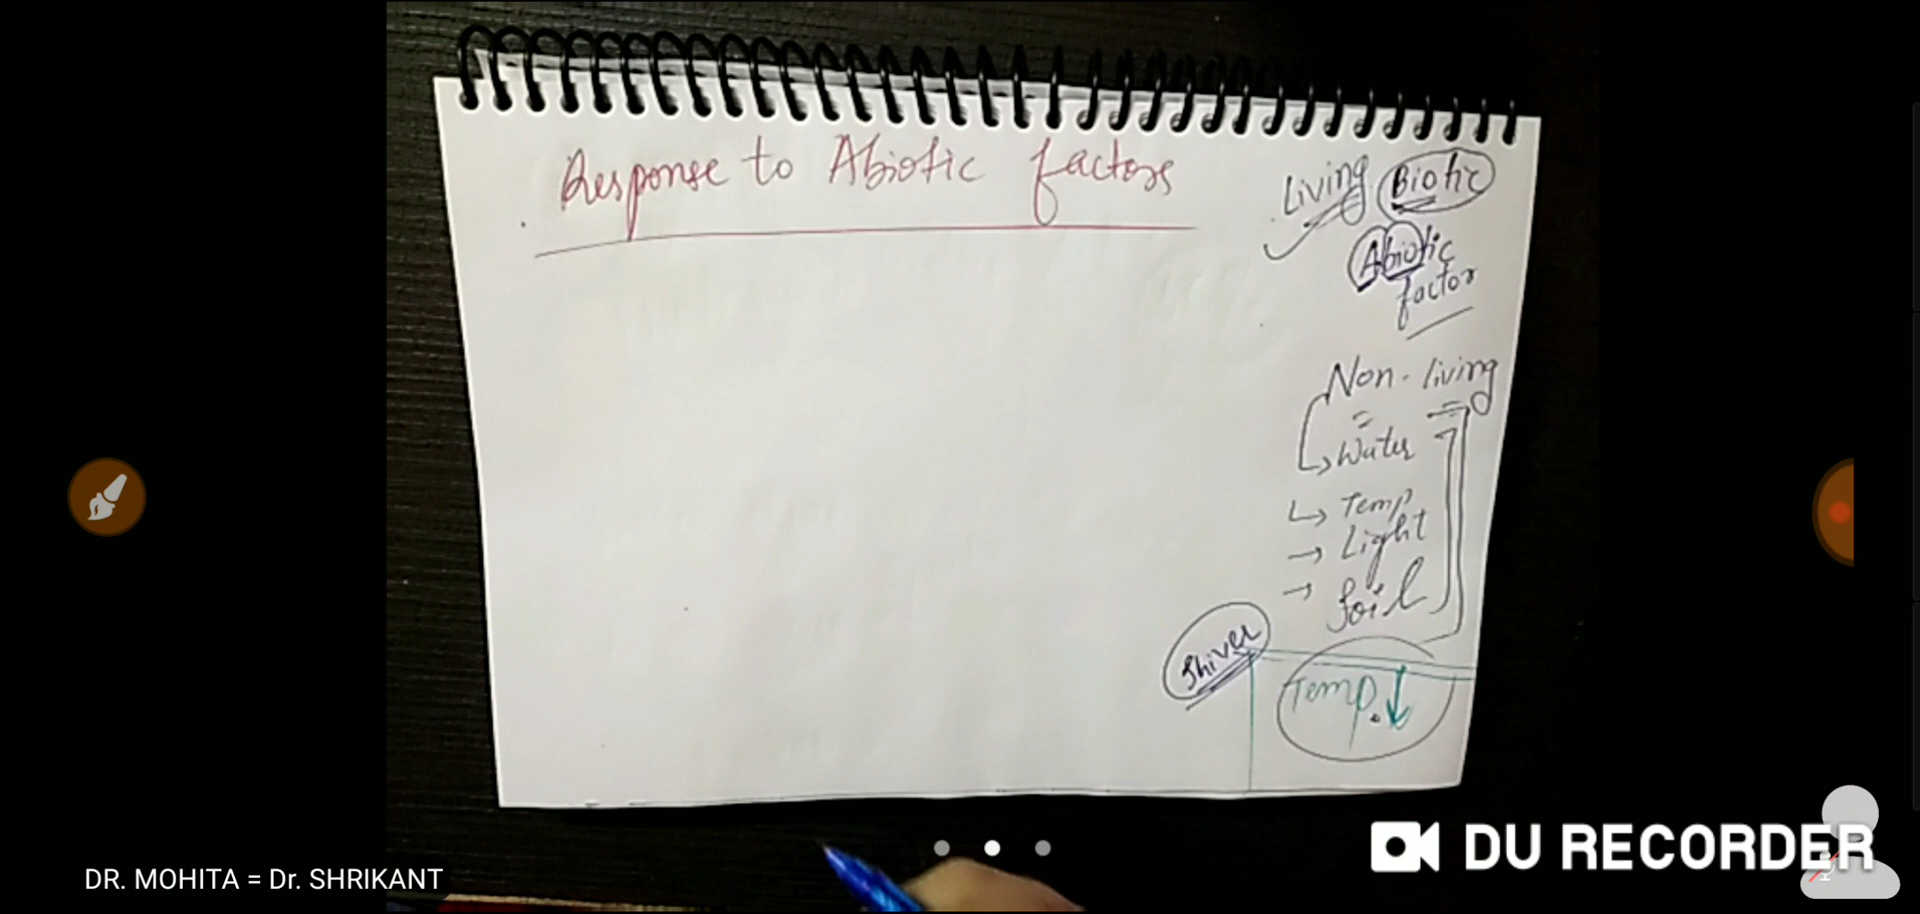 Response to Abiotic factors
Living Biotic
Abiotic
factor
Non-living
Water
Temp
Light
Soil
Shiver
Temp.
DR. MOHITA = Dr. SHRIKANT
DU RECORDER